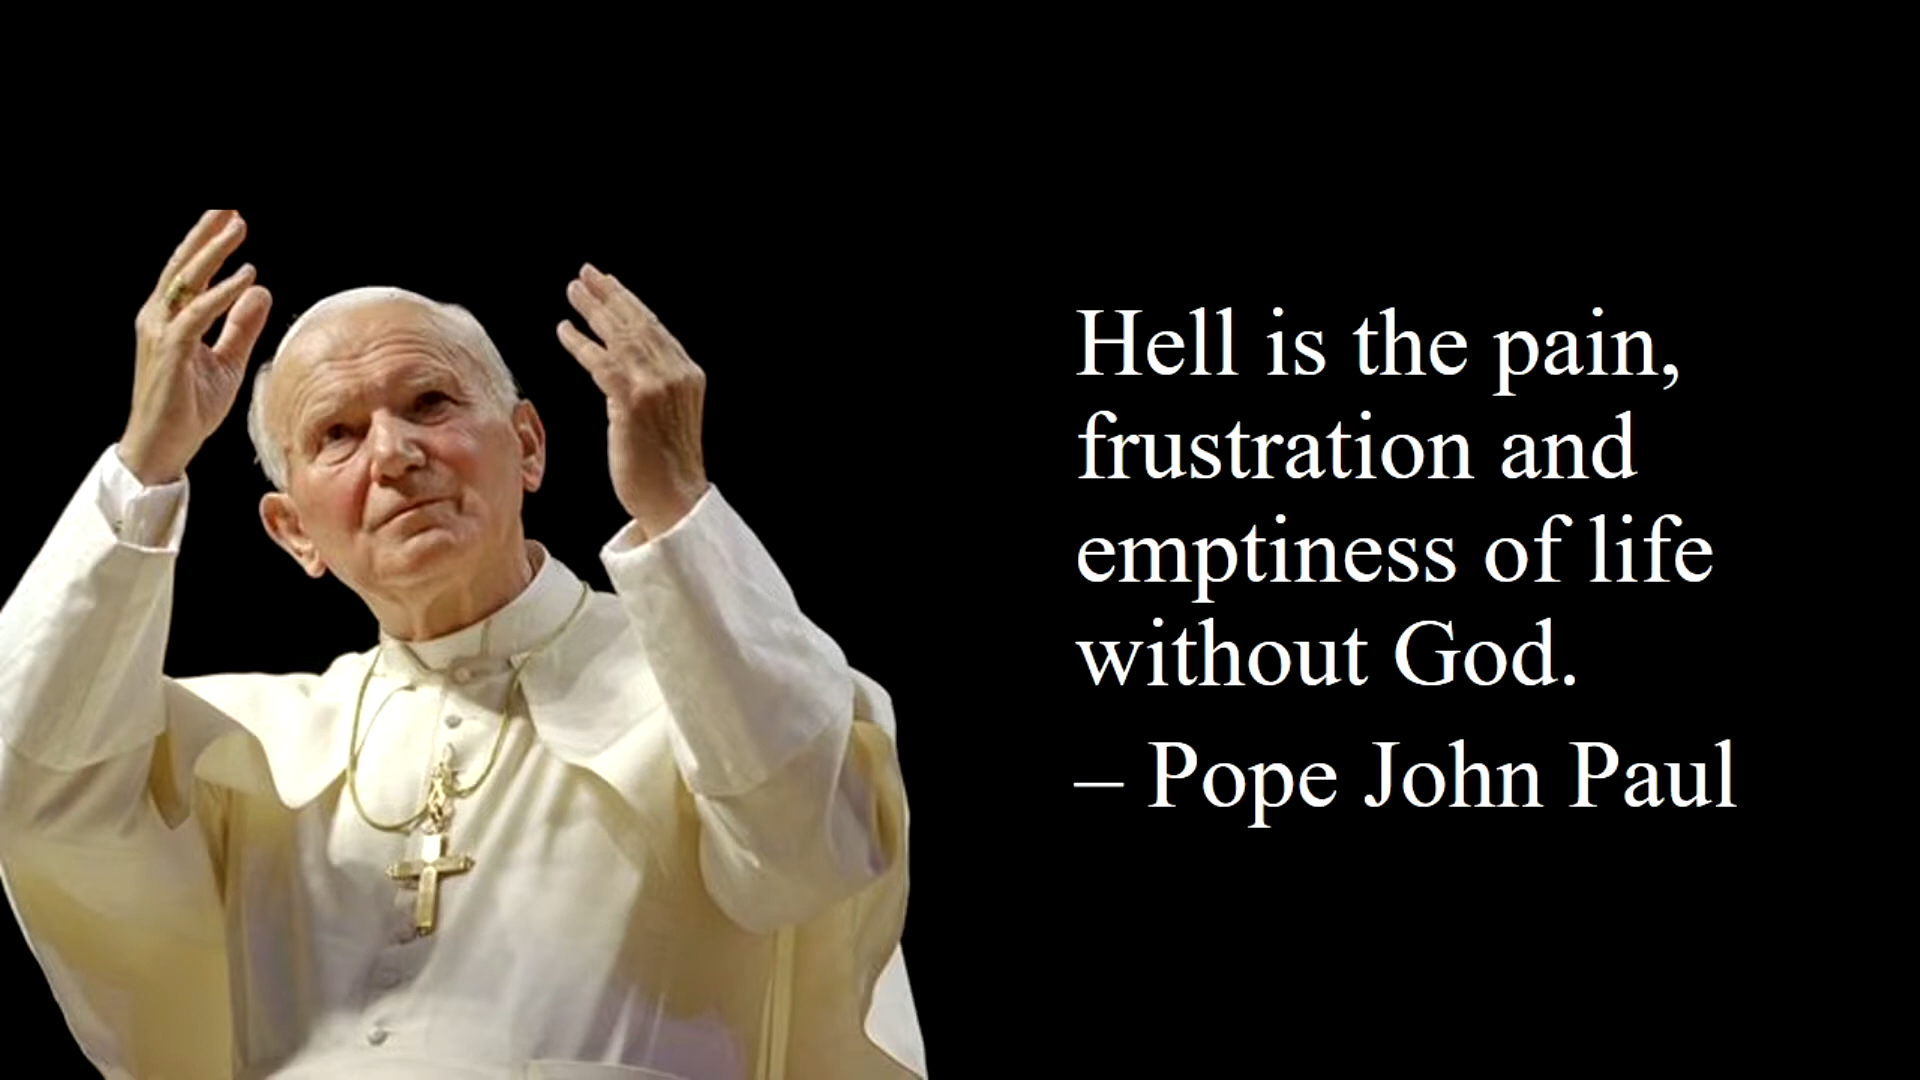 Hell is the pain,
frustration and
emptiness of life
without God.
– Pope John Paul